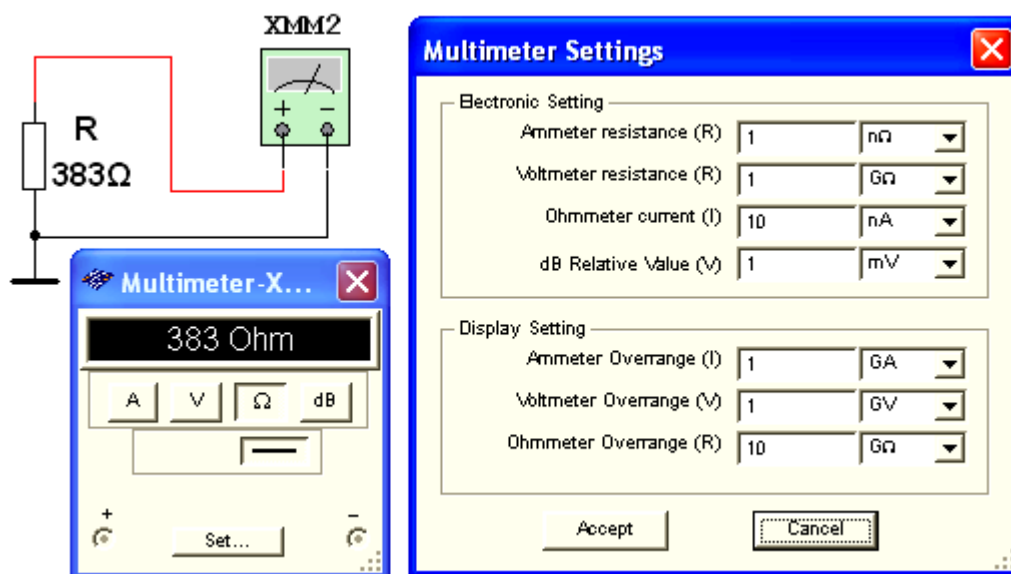 XMM2
+ −
R
383Ω
Multimeter-X...
383 Ohm
A V Ω dB
+ −
Set...
Multimeter Settings
Electronic Setting
Ammeter resistance (R) 1 nΩ
Voltmeter resistance (R) 1 GΩ
Ohmmeter current (I) 10 nA
dB Relative Value (V) 1 mV
Display Setting
Ammeter Overrange (I) 1 GA
Voltmeter Overrange (V) 1 GV
Ohmmeter Overrange (R) 10 GΩ
Accept Cancel